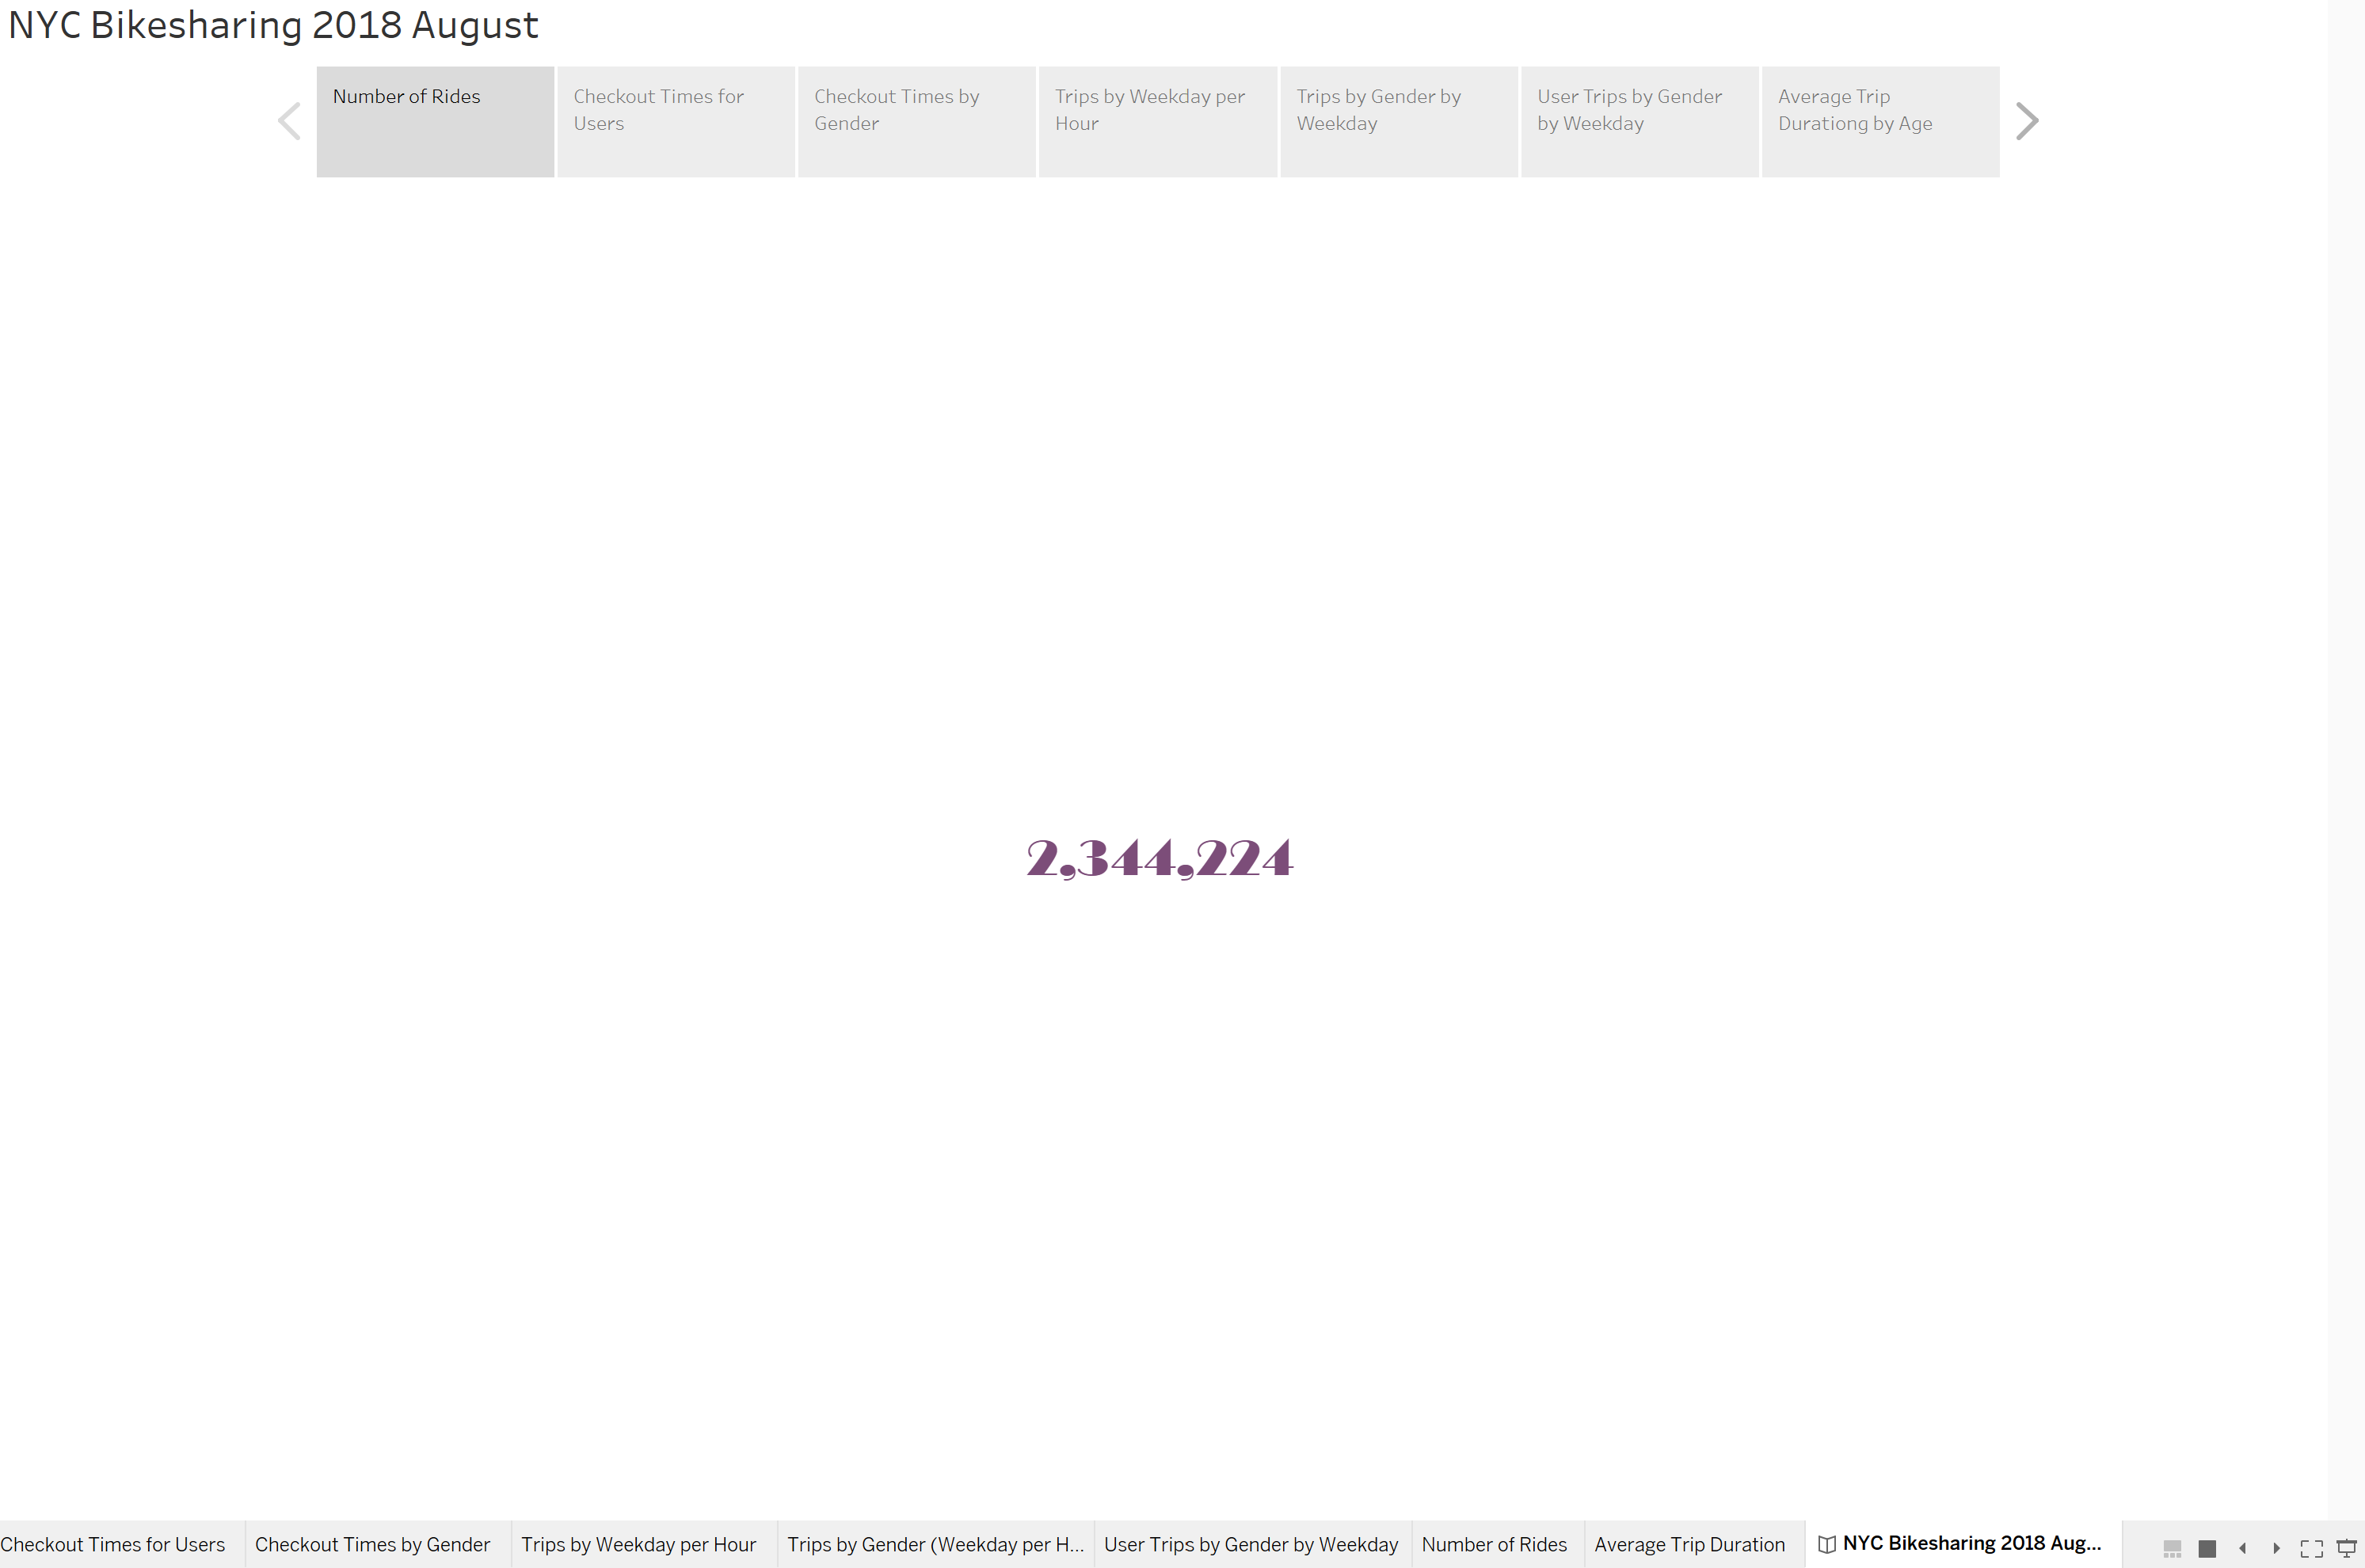 NYC Bikesharing 2018 August
Number of Rides
Checkout Times for
Users
Checkout Times by
Gender
Trips by Weekday per
Hour
Trips by Gender by
Weekday
User Trips by Gender
by Weekday
Average Trip
Durationg by Age
2,344,224
Checkout Times for Users
Checkout Times by Gender
Trips by Weekday per Hour
Trips by Gender (Weekday per H...
User Trips by Gender by Weekday
Number of Rides
Average Trip Duration
NYC Bikesharing 2018 Aug...